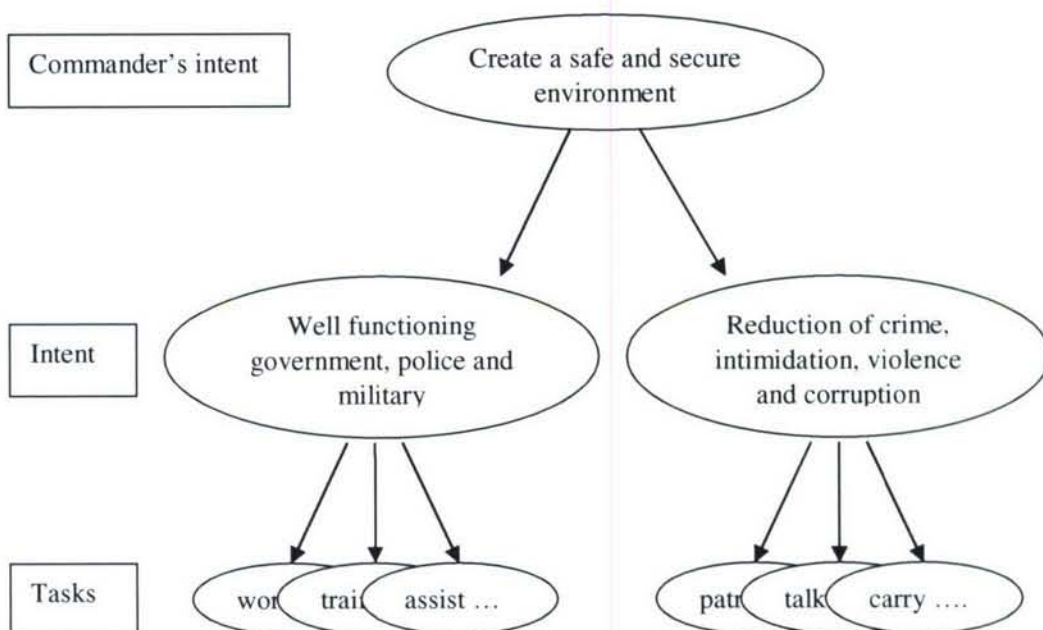 Commander's intent
Create a safe and secure
environment
Intent
Well functioning
government, police and
military
Reduction of crime,
intimidation, violence
and corruption
Tasks
assist …
talk
carry ….